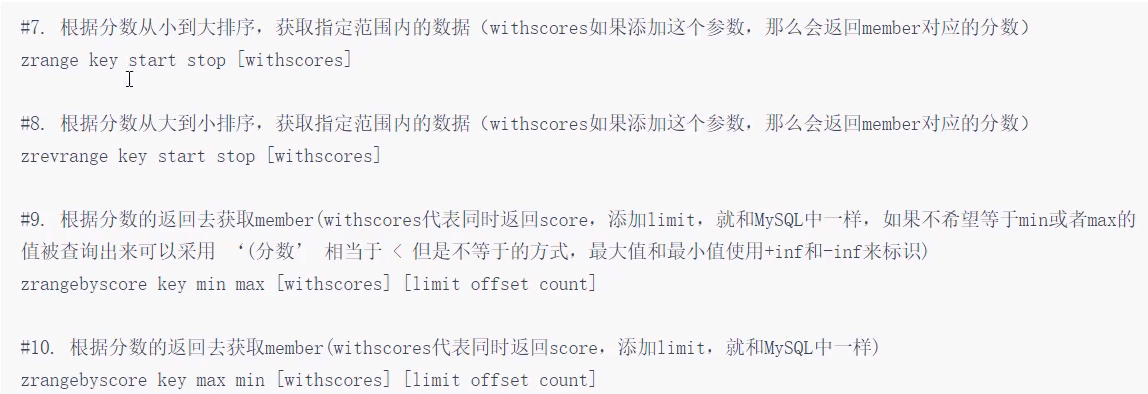 #7. 根据分数从小到大排序，获取指定范围内的数据（withscores如果添加这个参数，那么会返回member对应的分数）
zrange key start stop [withscores]
#8. 根据分数从大到小排序，获取指定范围内的数据（withscores如果添加这个参数，那么会返回member对应的分数）
zrevrange key start stop [withscores]
#9. 根据分数的返回去获取member(withscores代表同时返回score，添加limit，就和MySQL中一样，如果不希望等于min或者max的
值被查询出来可以采用 ‘(分数’ 相当于 < 但是不等于的方式，最大值和最小值使用+inf和-inf来标识)
zrangebyscore key min max [withscores] [limit offset count]
#10. 根据分数的返回去获取member(withscores代表同时返回score，添加limit，就和MySQL中一样)
zrangebyscore key max min [withscores] [limit offset count]